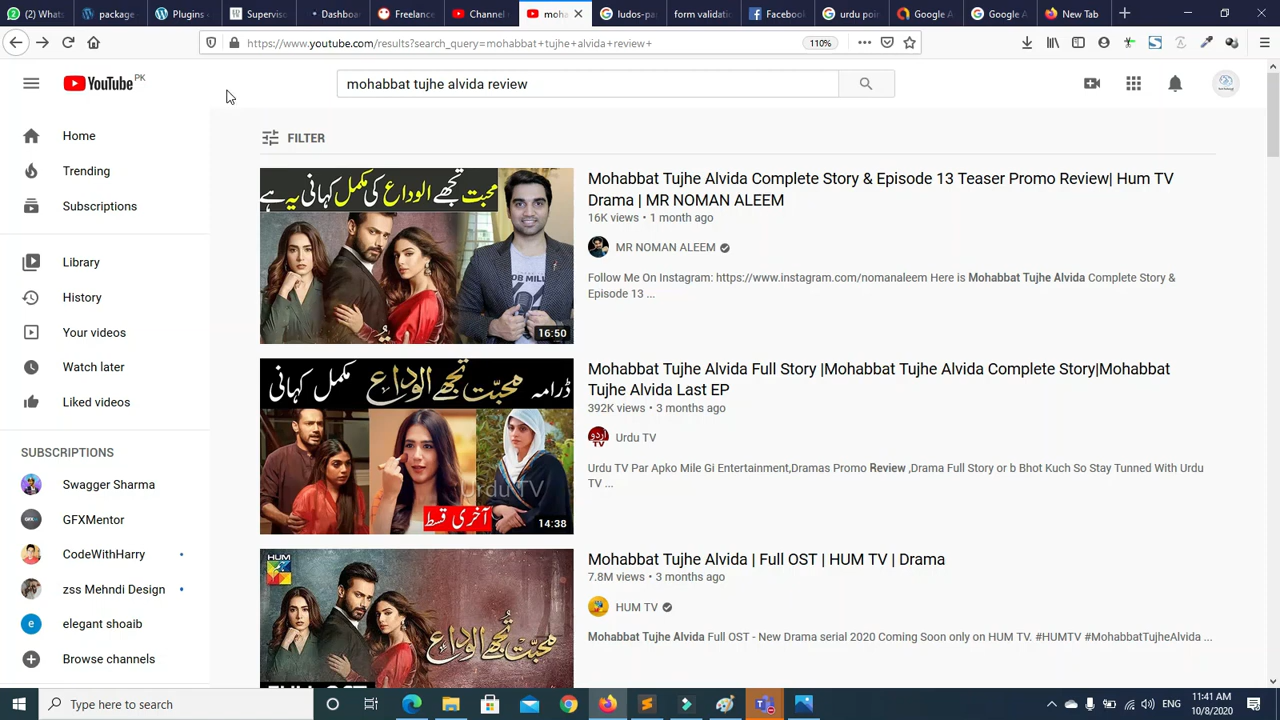 Whats
package
Plugins
Supervis
Dashbo
Freelanc
Channel
moha
ludos-pa
form validati
Facebook
urdu poin
Google A
Google A
New Tab
https://www.youtube.com/results?search_query=mohabbat+tujhe+alvida+review+
110%
YouTube PK
mohabbat tujhe alvida review
Home
Trending
Subscriptions
Library
History
Your videos
Watch later
Liked videos
SUBSCRIPTIONS
Swagger Sharma
GFXMentor
CodeWithHarry
zss Mehndi Design
elegant shoaib
Browse channels
FILTER
محبت تجھے الوداع کی مکمل کہانی یہ ہے
16:50
Mohabbat Tujhe Alvida Complete Story & Episode 13 Teaser Promo Review| Hum TV
Drama | MR NOMAN ALEEM
16K views • 1 month ago
MR NOMAN ALEEM
Follow Me On Instagram: https://www.instagram.com/nomanaleem Here is Mohabbat Tujhe Alvida Complete Story &
Episode 13 ...
ڈرامہ محبت تجھے الوداع مکمل کہانی
Urdu TV
آخری قسط
14:38
Mohabbat Tujhe Alvida Full Story |Mohabbat Tujhe Alvida Complete Story|Mohabbat
Tujhe Alvida Last EP
392K views • 3 months ago
Urdu TV
Urdu TV Par Apko Mile Gi Entertainment,Dramas Promo Review ,Drama Full Story or b Bhot Kuch So Stay Tunned With Urdu
TV ...
HUM
محبت تجھے الوداع
FULL OST
Mohabbat Tujhe Alvida | Full OST | HUM TV | Drama
7.8M views • 3 months ago
HUM TV
Mohabbat Tujhe Alvida Full OST - New Drama serial 2020 Coming Soon only on HUM TV. #HUMTV #MohabbatTujheAlvida ...
Type here to search
ENG
11:41 AM
10/8/2020